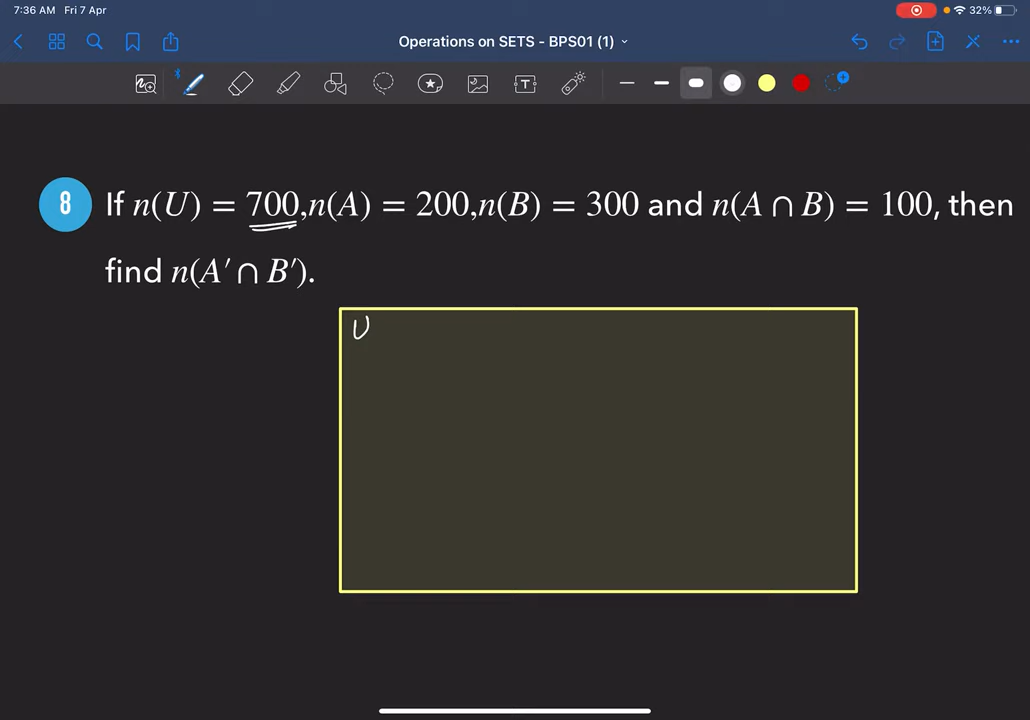 7:36 AM Fri 7 Apr 32%
Operations on SETS - BPS01 (1)
8 If n(U) = 700,n(A) = 200,n(B) = 300 and n(A ∩ B) = 100, then
find n(A′ ∩ B′).
U